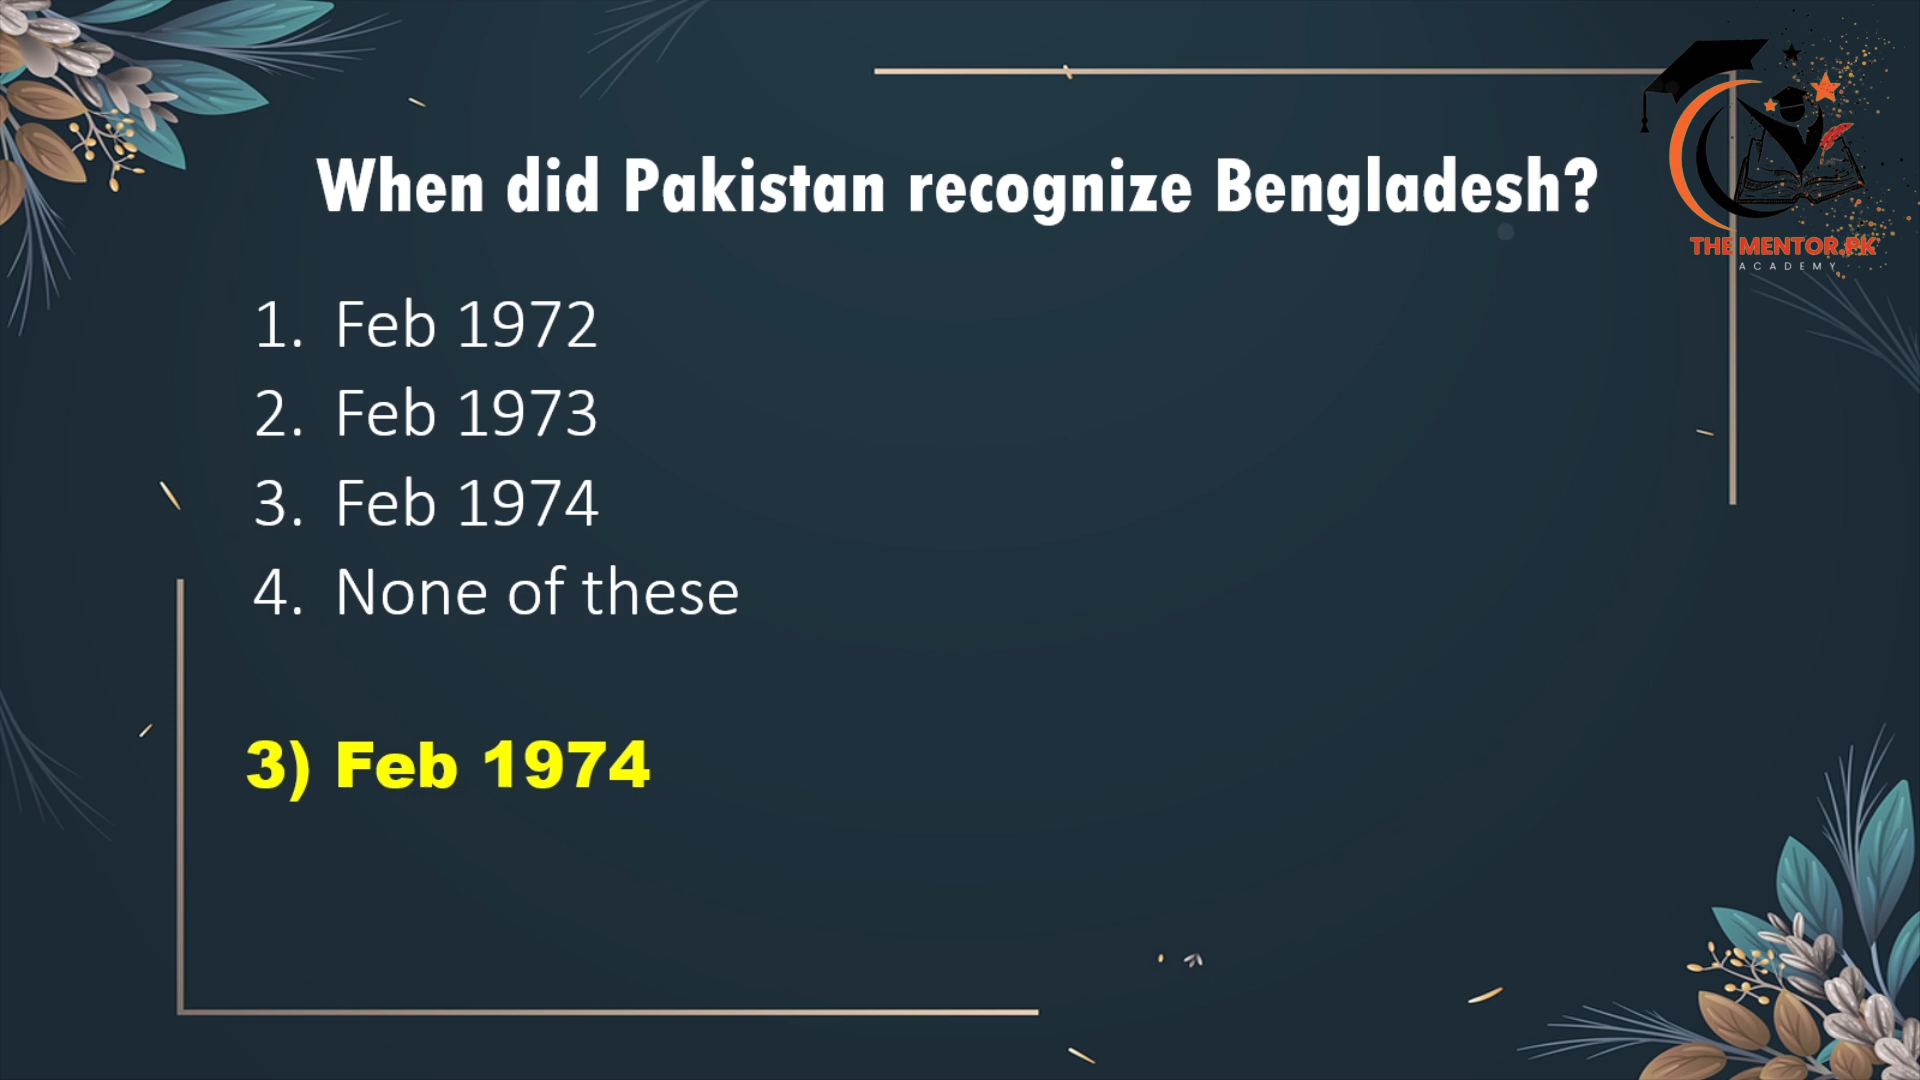 When did Pakistan recognize Bengladesh?
THE MENTOR.PK
ACADEMY
1. Feb 1972
2. Feb 1973
3. Feb 1974
4. None of these
3) Feb 1974